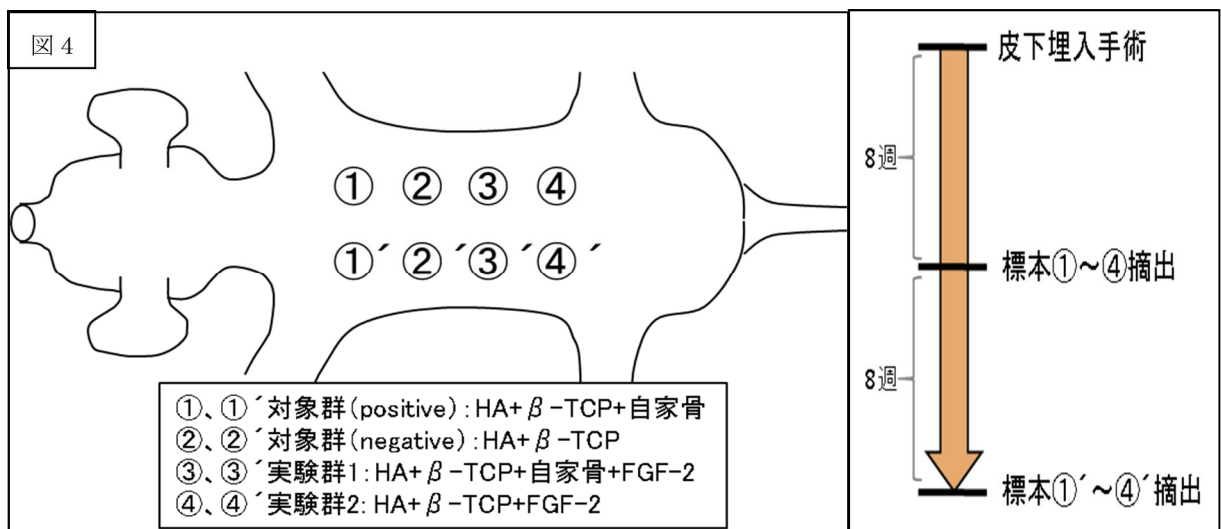 図 4
① ② ③ ④
①´ ②´ ③´ ④´
①、①´対象群(positive):HA+β-TCP+自家骨
②、②´対象群(negative):HA+β-TCP
③、③´実験群1:HA+β-TCP+自家骨+FGF-2
④、④´実験群2:HA+β-TCP+FGF-2
皮下埋入手術
8週
標本①～④摘出
8週
標本①´～④´摘出